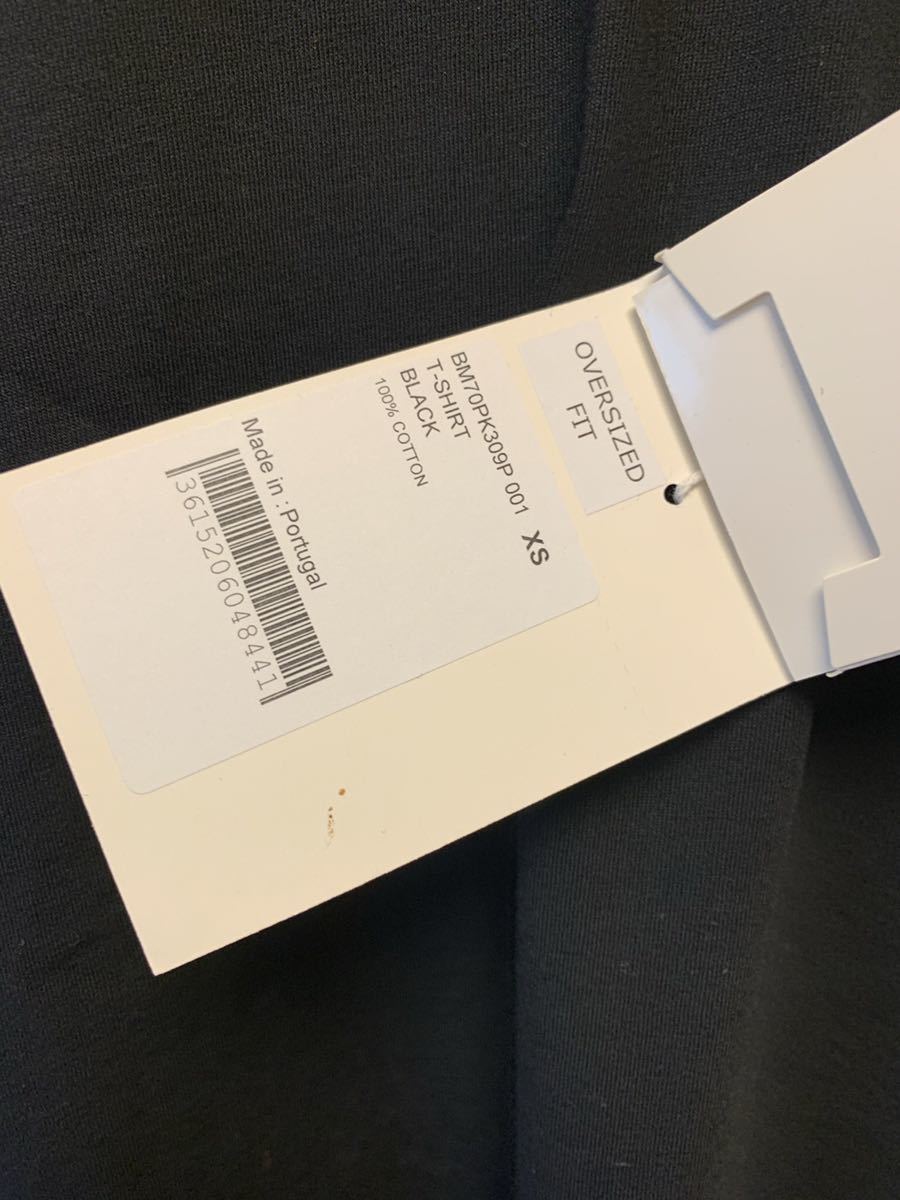 OVERSIZED
FIT
BM70PK309P 001 XS
T-SHIRT
BLACK
100% COTTON
Made in : Portugal
3615206048441